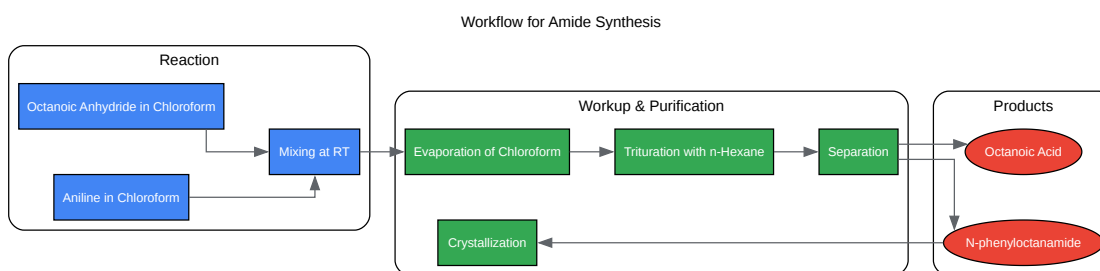 Workflow for Amide Synthesis
Reaction
Octanoic Anhydride in Chloroform
Mixing at RT
Aniline in Chloroform
Workup & Purification
Evaporation of Chloroform
Trituration with n-Hexane
Separation
Crystallization
Products
Octanoic Acid
N-phenyloctanamide